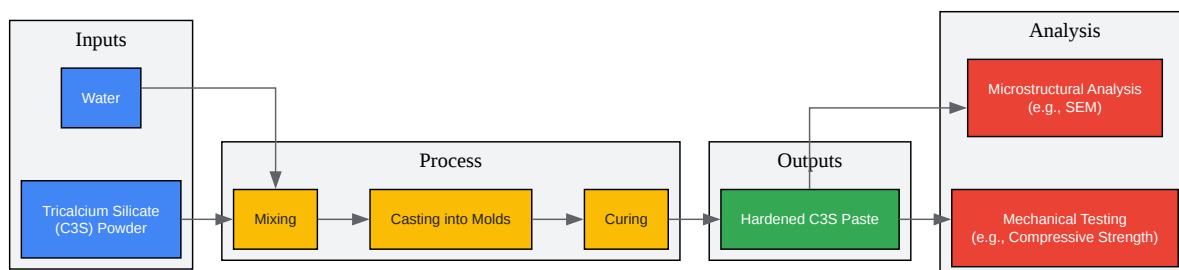 Inputs
Water
Tricalcium Silicate
(C3S) Powder
Process
Mixing
Casting into Molds
Curing
Outputs
Hardened C3S Paste
Analysis
Microstructural Analysis
(e.g., SEM)
Mechanical Testing
(e.g., Compressive Strength)